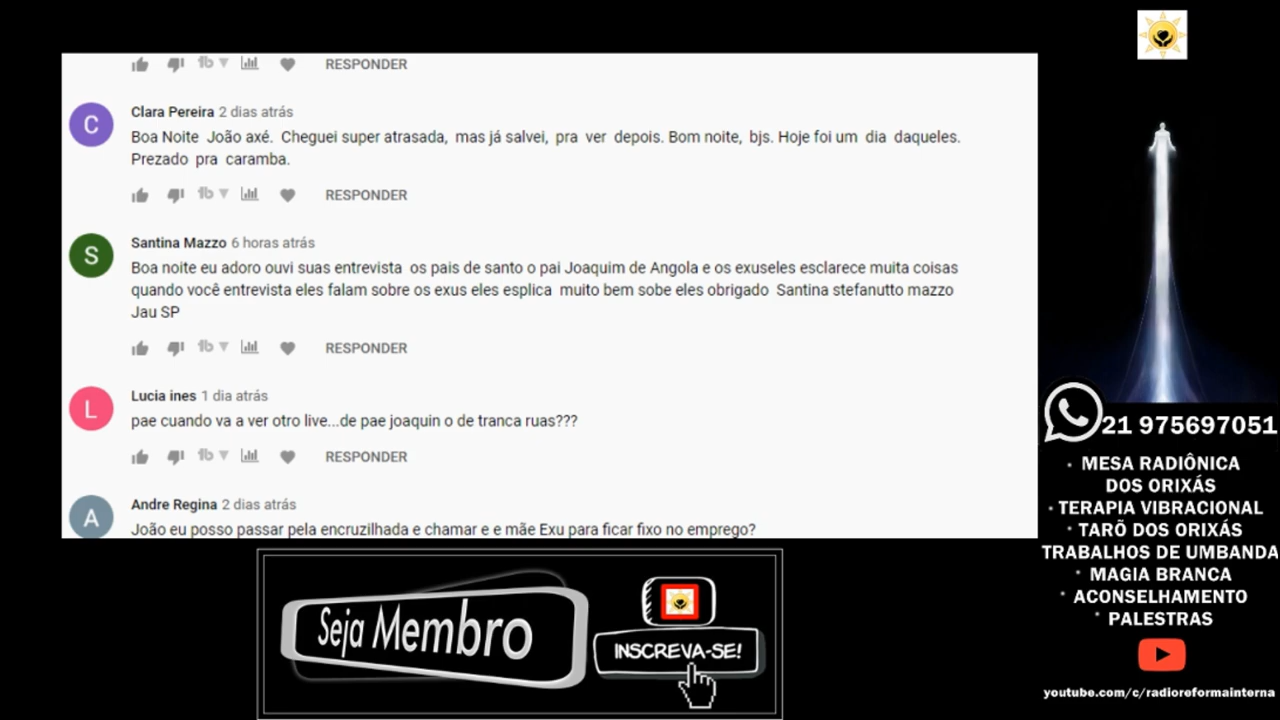 RESPONDER
C
Clara Pereira 2 dias atrás
Boa Noite João axé. Cheguei super atrasada, mas já salvei, pra ver depois. Bom noite, bjs. Hoje foi um dia daqueles.
Prezado pra caramba.
RESPONDER
S
Santina Mazzo 6 horas atrás
Boa noite eu adoro ouvi suas entrevista os pais de santo o pai Joaquim de Angola e os exuseles esclarece muita coisas
quando você entrevista eles falam sobre os exus eles esplica muito bem sobe eles obrigado Santina stefanutto mazzo
Jau SP
RESPONDER
L
Lucia ines 1 dia atrás
pae cuando va a ver otro live...de pae joaquin o de tranca ruas???
RESPONDER
A
Andre Regina 2 dias atrás
João eu posso passar pela encruzilhada e chamar e e mãe Exu para ficar fixo no emprego?
Seja Membro
INSCREVA-SE!
21 975697051
· MESA RADIÔNICA
DOS ORIXÁS
· TERAPIA VIBRACIONAL
· TARÕ DOS ORIXÁS
TRABALHOS DE UMBANDA
· MAGIA BRANCA
· ACONSELHAMENTO
· PALESTRAS
youtube.com/c/radioreformainterna